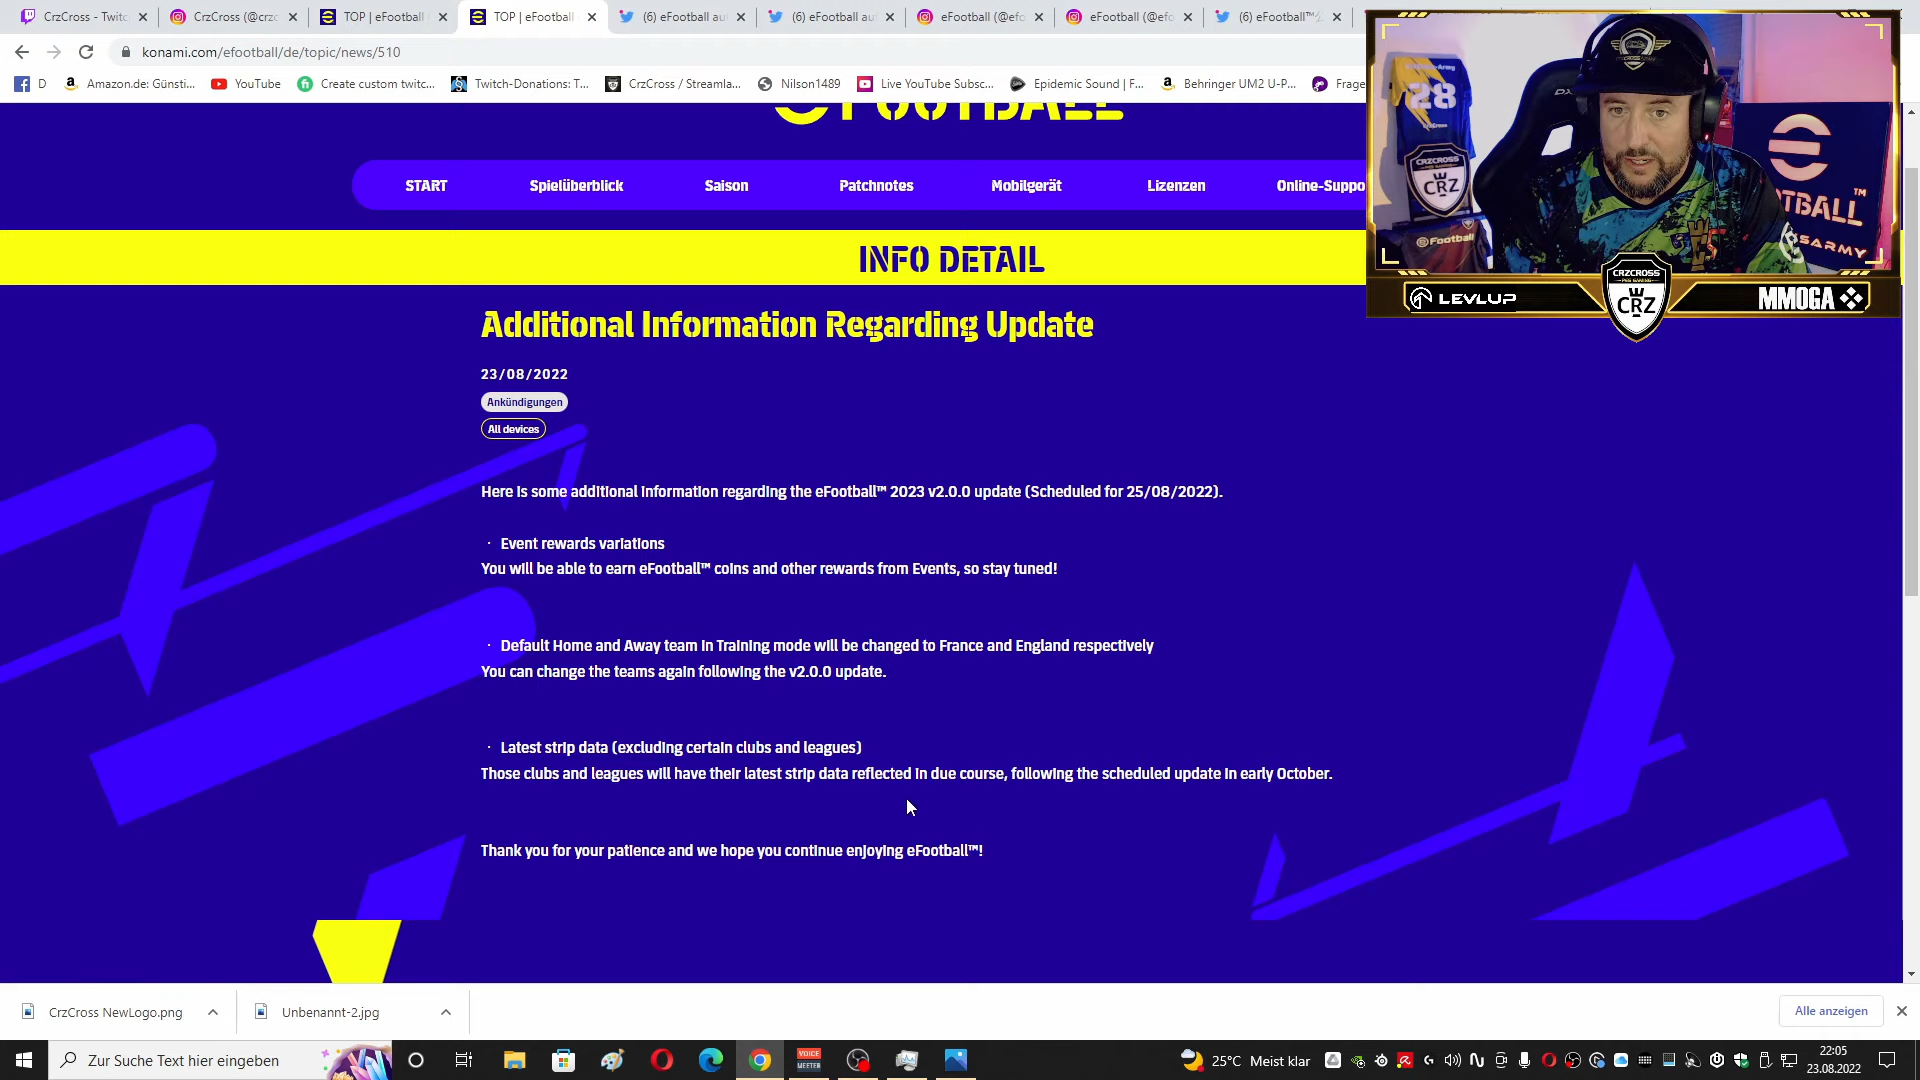 CrzCross - Twitc
CrzCross (@crzc
TOP | eFootball
TOP | eFootball
(6) eFootball au
(6) eFootball au
eFootball (@efo
eFootball (@efo
(6) eFootball™
konami.com/efootball/de/topic/news/510
D
Amazon.de: Günsti...
YouTube
Create custom twitc...
Twitch-Donations: T...
CrzCross / Streamla...
Nilson1489
Live YouTube Subsc...
Epidemic Sound | F...
Behringer UM2 U-P...
Frage
START
Spielüberblick
Saison
Patchnotes
Mobilgerät
Lizenzen
Online-Suppo
INFO DETAIL
28
CRZCROSS
CRZ
eFootball
TBALL™
SARMY
LEVLUP
CRZCROSS
CRZ
MMOGA
Additional Information Regarding Update
23/08/2022
Ankündigungen
All devices
Here is some additional information regarding the eFootball™ 2023 v2.0.0 update (Scheduled for 25/08/2022).
・ Event rewards variations
You will be able to earn eFootball™ coins and other rewards from Events, so stay tuned!
・ Default Home and Away team in Training mode will be changed to France and England respectively
You can change the teams again following the v2.0.0 update.
・ Latest strip data (excluding certain clubs and leagues)
Those clubs and leagues will have their latest strip data reflected in due course, following the scheduled update in early October.
Thank you for your patience and we hope you continue enjoying eFootball™!
CrzCross NewLogo.png
Unbenannt-2.jpg
Alle anzeigen
Zur Suche Text hier eingeben
VOICE
MEETER
25°C Meist klar
22:05
23.08.2022